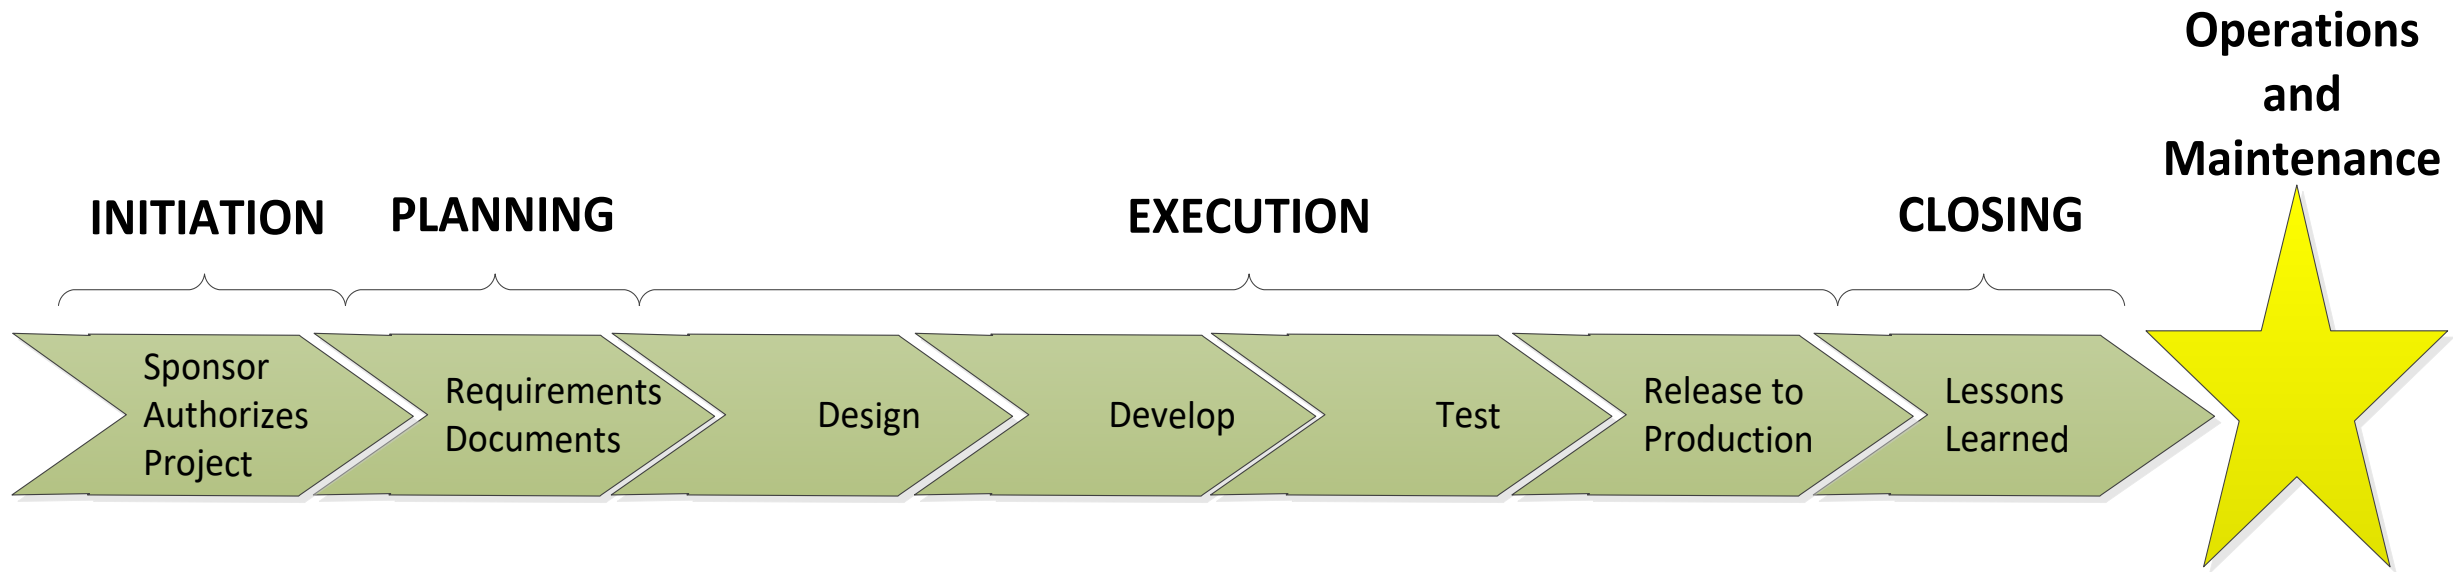 Operations
and
Maintenance
INITIATION
PLANNING
EXECUTION
CLOSING
Sponsor
Authorizes
Project
Requirements
Documents
Design
Develop
Test
Release to
Production
Lessons
Learned